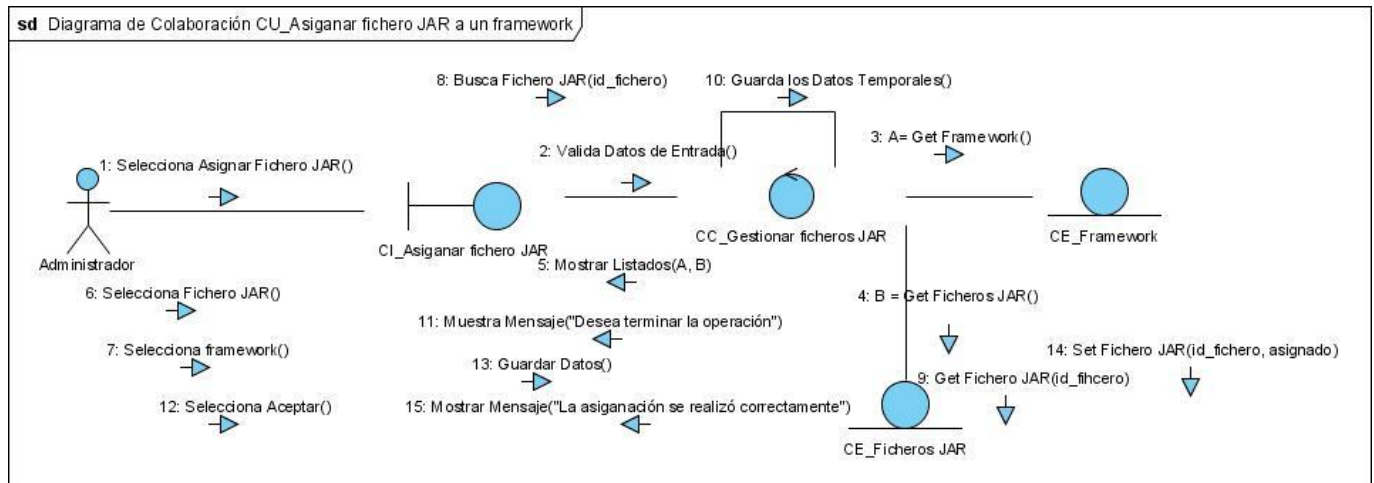 sd Diagrama de Colaboración CU_Asiganar fichero JAR a un framework
8: Busca Fichero JAR(id_fichero)
10: Guarda los Datos Temporales()
3: A= Get Framework()
2: Valida Datos de Entrada()
1: Selecciona Asignar Fichero JAR()
CC_Gestionar ficheros JAR
CE_Framework
CI_Asiganar fichero JAR
Administrador
5: Mostrar Listados(A, B)
6: Selecciona Fichero JAR()
4: B = Get Ficheros JAR()
11: Muestra Mensaje("Desea terminar la operación")
7: Selecciona framework()
14: Set Fichero JAR(id_fichero, asignado)
13: Guardar Datos()
9: Get Fichero JAR(id_fihcero)
12: Selecciona Aceptar()
15: Mostrar Mensaje("La asiganación se realizó correctamente")
CE_Ficheros JAR